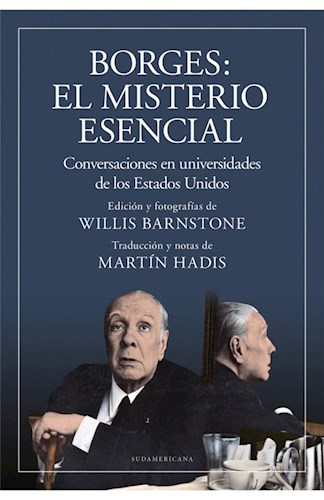 BORGES:
EL MISTERIO
ESENCIAL
Conversaciones en universidades
de los Estados Unidos
Edición y fotografías de
WILLIS BARNSTONE
Traducción y notas de
MARTÍN HADIS
SUDAMERICANA